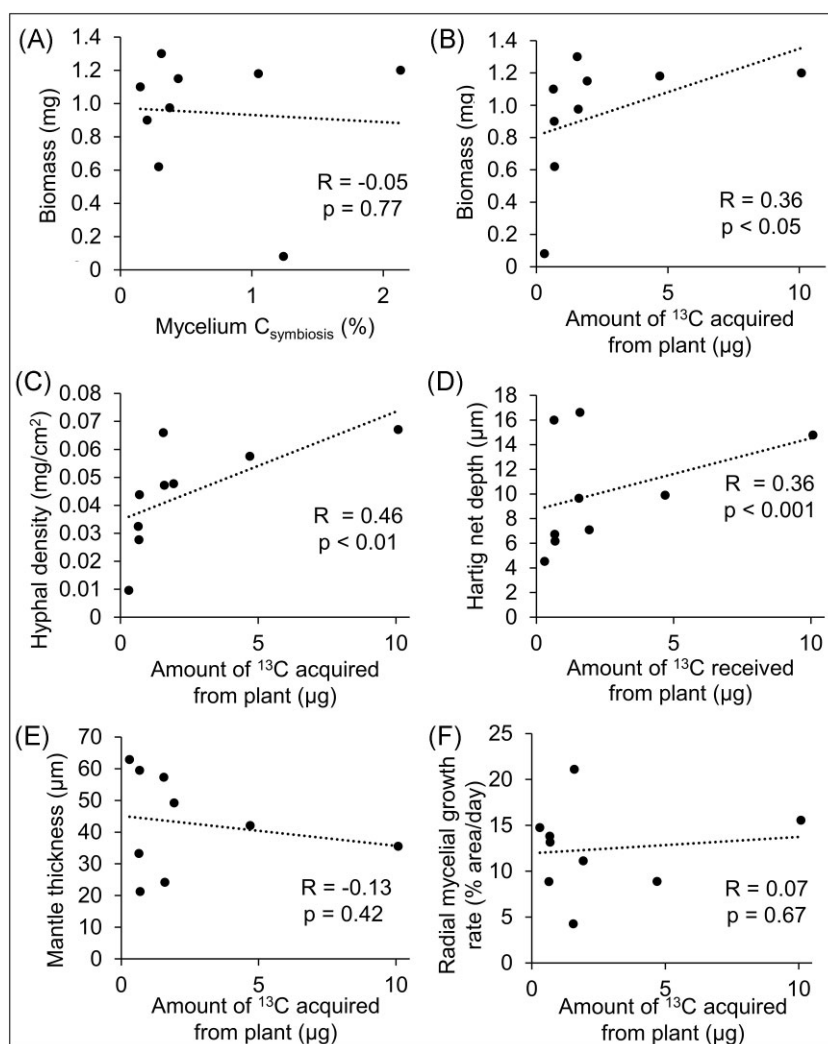 (A)
1.4
1.2
1.0
0.8
0.6
0.4
0.2
0
Biomass (mg)
R = -0.05
p = 0.77
0 1 2
Mycelium Csymbiosis (%)
(B)
1.4
1.2
1.0
0.8
0.6
0.4
0.2
0
Biomass (mg)
R = 0.36
p < 0.05
0 5 10
Amount of ¹³C acquired
from plant (µg)
(C)
0.08
0.07
0.06
0.05
0.04
0.03
0.02
0.01
0
Hyphal density (mg/cm²)
R = 0.46
p < 0.01
0 5 10
Amount of ¹³C acquired
from plant (µg)
(D)
18
16
14
12
10
8
6
4
2
0
Hartig net depth (µm)
R = 0.36
p < 0.001
0 5 10
Amount of ¹³C received
from plant (µg)
(E)
70
60
50
40
30
20
10
0
Mantle thickness (µm)
R = -0.13
p = 0.42
0 5 10
Amount of ¹³C acquired
from plant (µg)
(F)
25
20
15
10
5
0
Radial mycelial growth
rate (% area/day)
R = 0.07
p = 0.67
0 5 10
Amount of ¹³C acquired
from plant (µg)